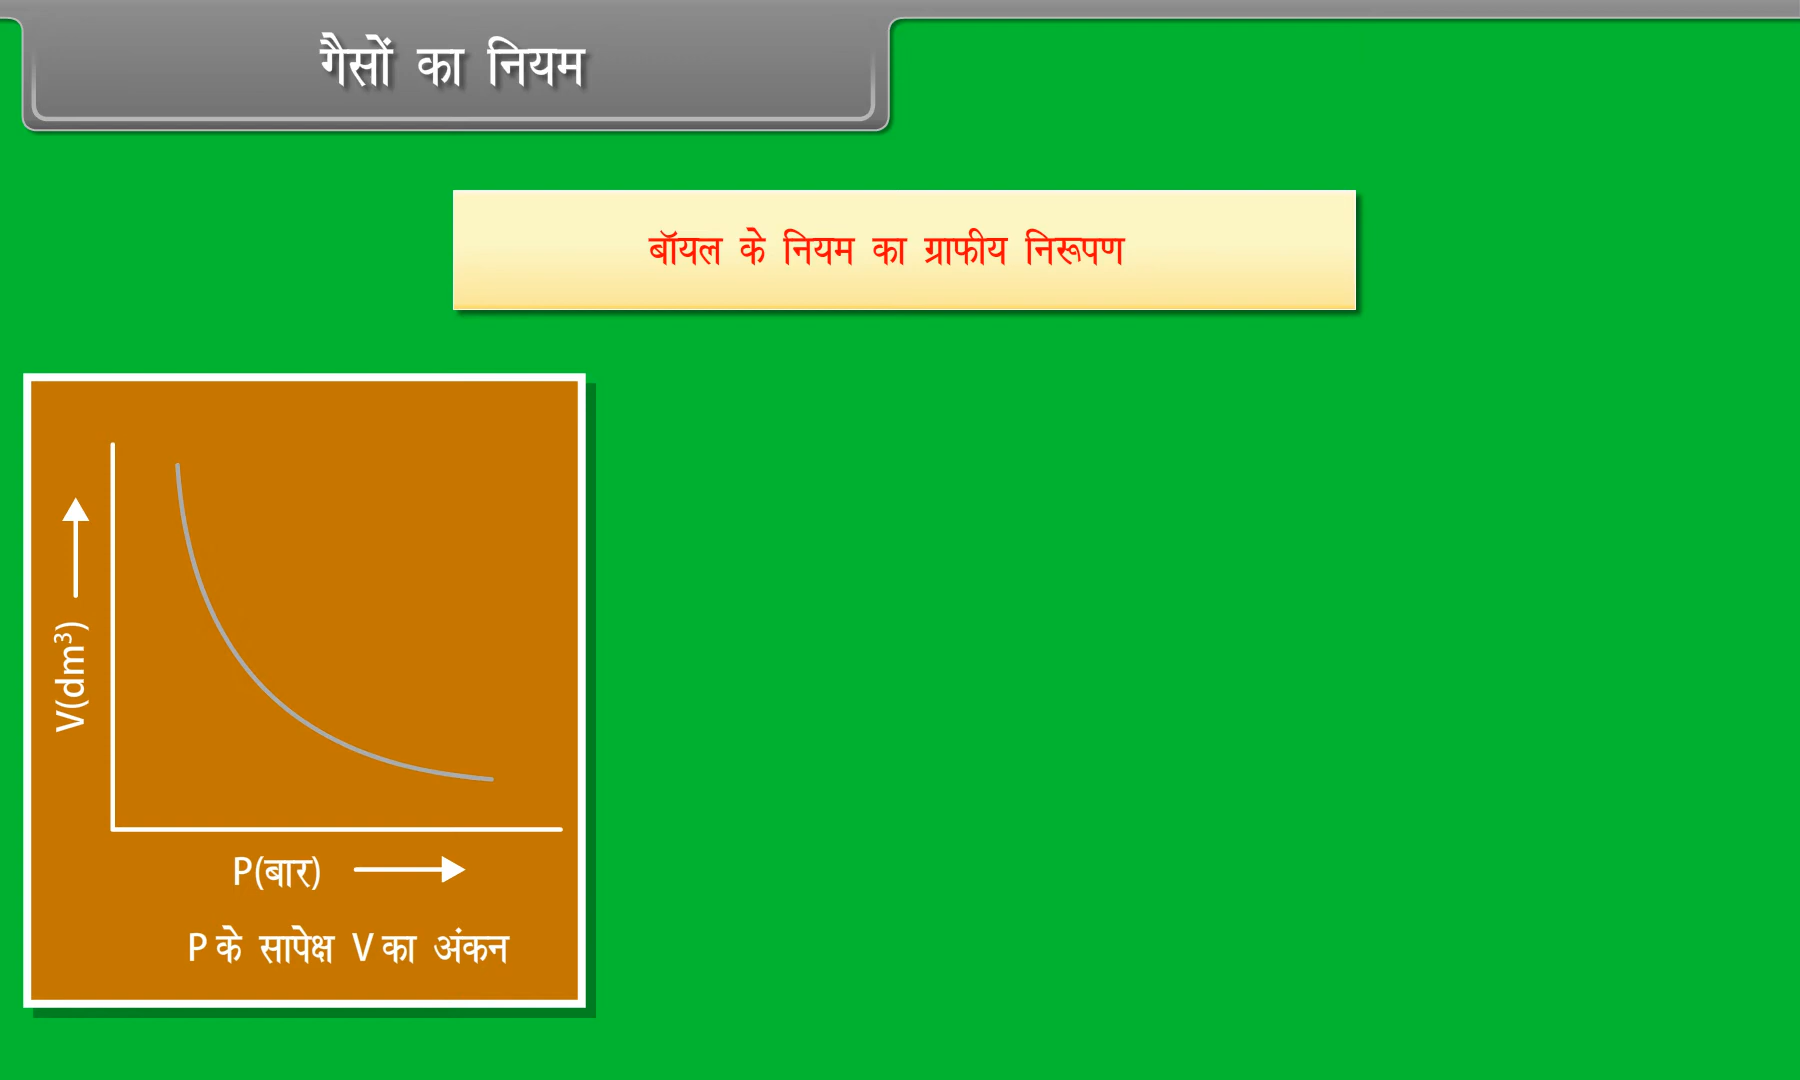 गैसों का नियम
बॉयल के नियम का ग्राफीय निरूपण
V(dm³)
P(बार)
P के सापेक्ष V का अंकन